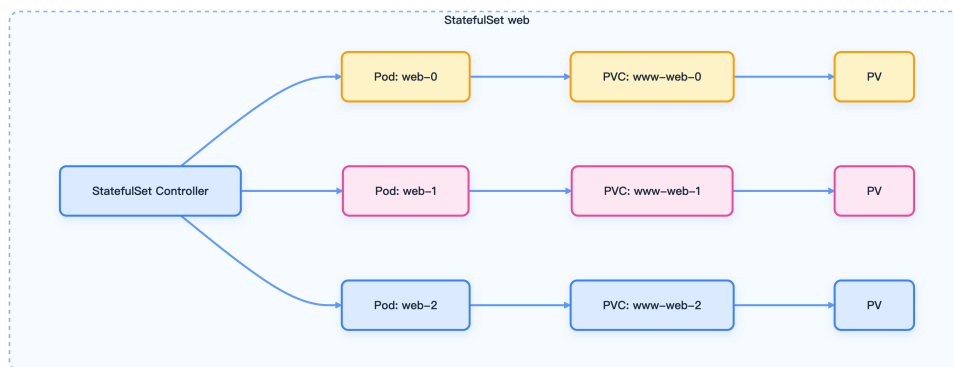 StatefulSet web
Pod: web-0
PVC: www-web-0
PV
StatefulSet Controller
Pod: web-1
PVC: www-web-1
PV
Pod: web-2
PVC: www-web-2
PV